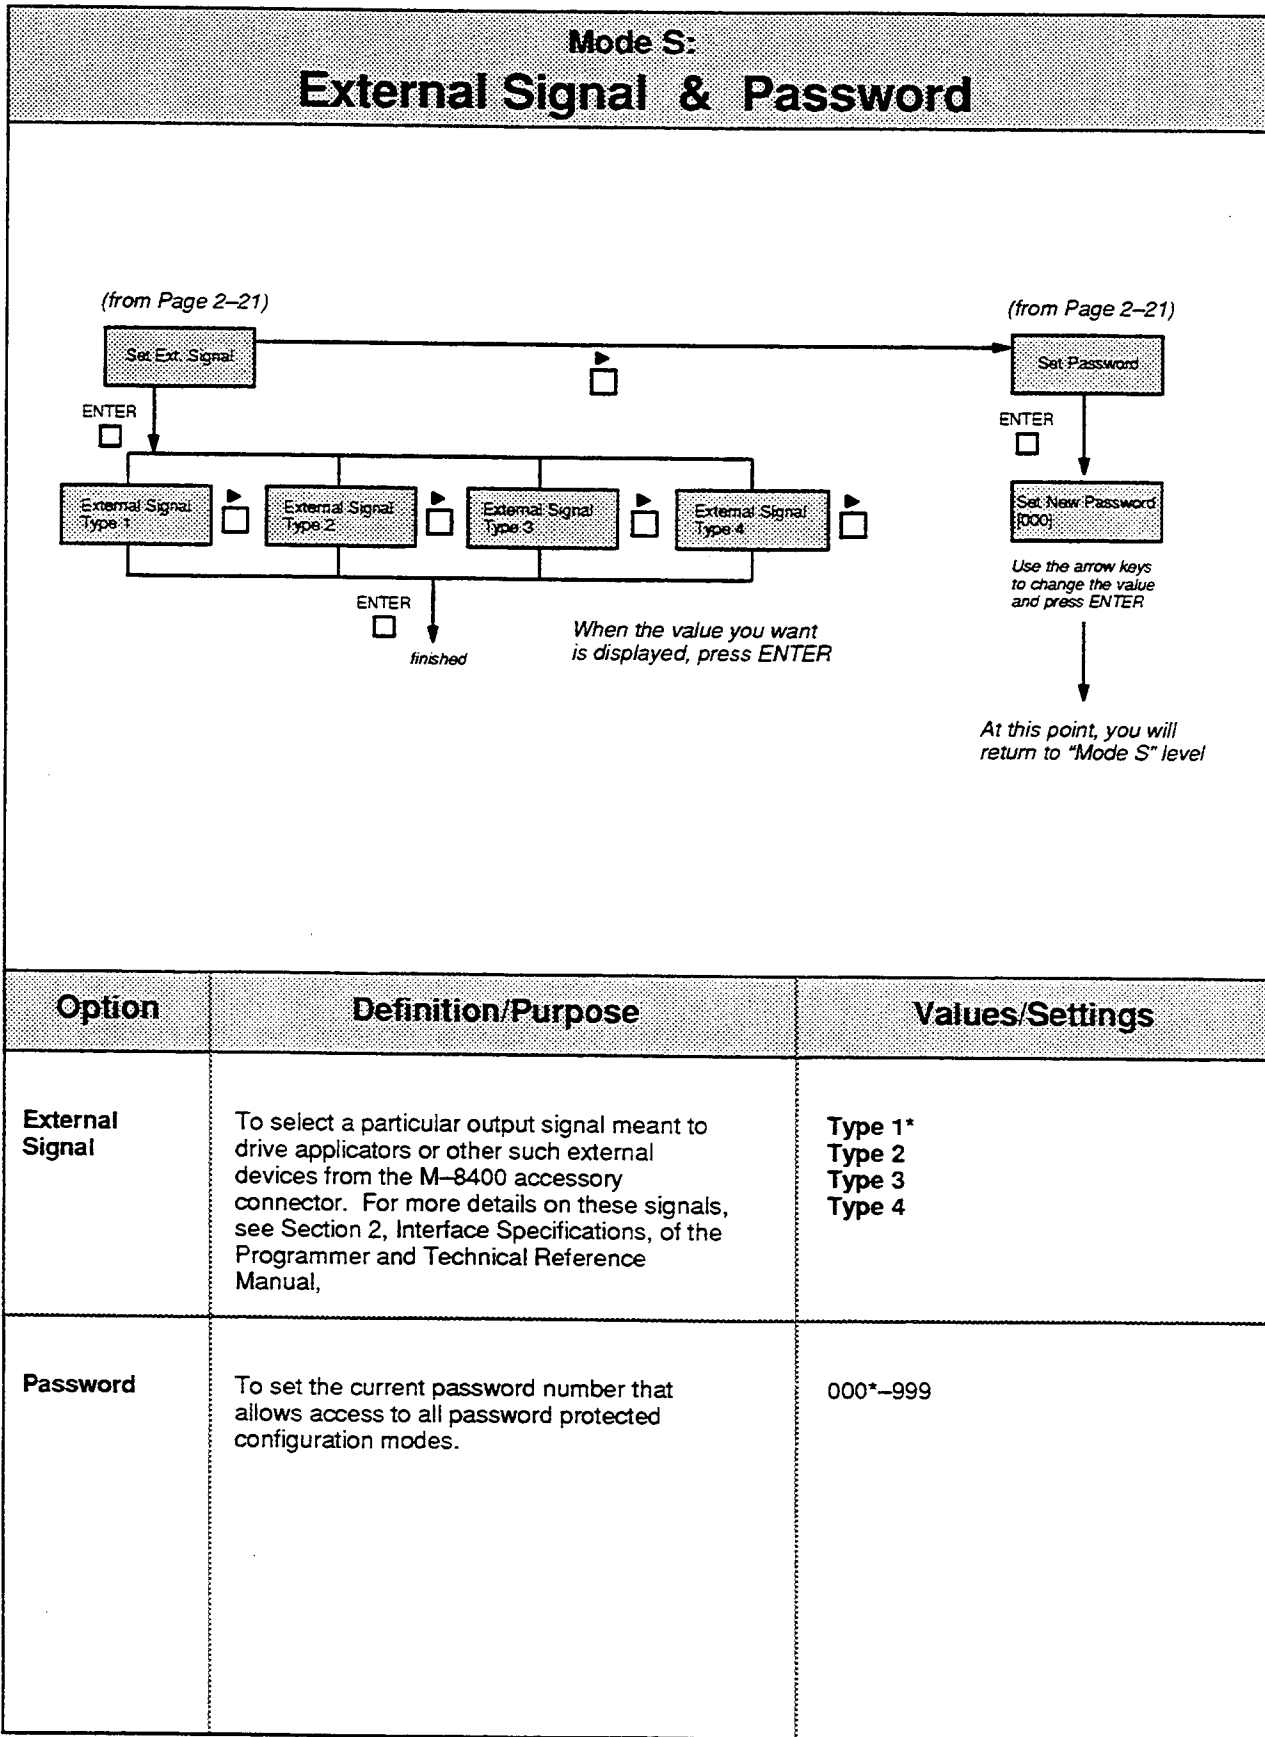 Mode S:
External Signal & Password
(from Page 2–21)
(from Page 2–21)
Set Ext. Signal
Set Password
ENTER
ENTER
External Signal
Type 1
External Signal
Type 2
External Signal
Type 3
External Signal
Type 4
Set New Password
[000]
Use the arrow keys
to change the value
and press ENTER
ENTER
finished
When the value you want
is displayed, press ENTER
At this point, you will
return to "Mode S" level
Option
Definition/Purpose
Values/Settings
External
Signal
To select a particular output signal meant to
drive applicators or other such external
devices from the M–8400 accessory
connector. For more details on these signals,
see Section 2, Interface Specifications, of the
Programmer and Technical Reference
Manual,
Type 1*
Type 2
Type 3
Type 4
Password
To set the current password number that
allows access to all password protected
configuration modes.
000*–999